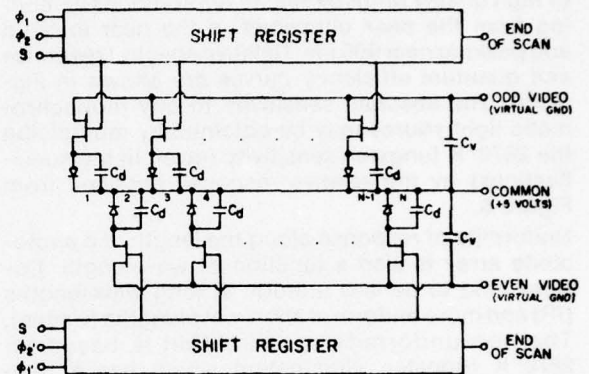 Φ₁
Φ₂
S
SHIFT REGISTER
END OF SCAN
ODD VIDEO
(VIRTUAL GND)
Cv
Cd
Cd
Cd
1
2
3
4
N-1
N
COMMON
(+5 VOLTS)
Cd
Cd
Cd
Cv
EVEN VIDEO
(VIRTUAL GND)
S
Φ₂'
Φ₁'
SHIFT REGISTER
END OF SCAN